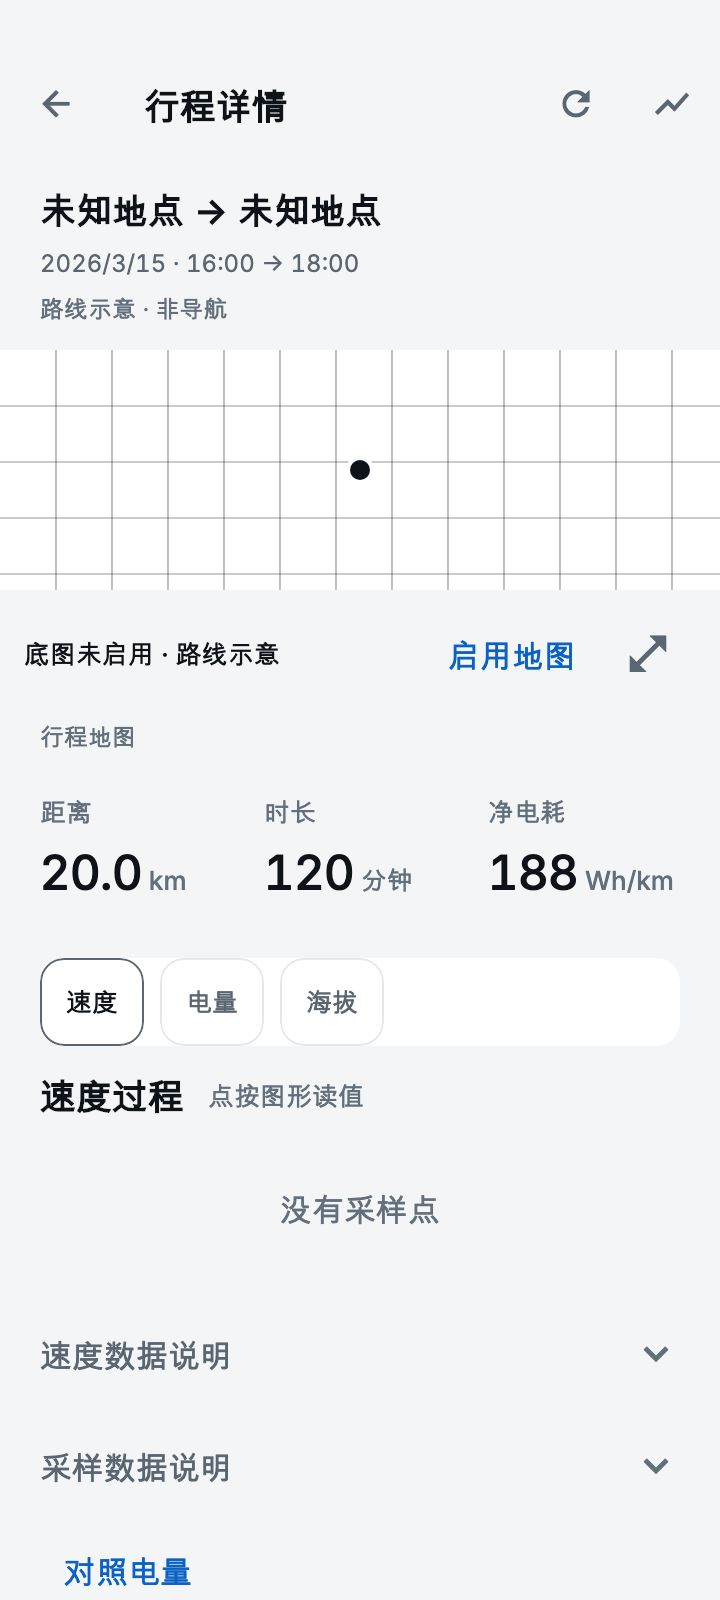 行程详情
未知地点 → 未知地点
2026/3/15 · 16:00 → 18:00
路线示意 · 非导航
底图未启用 · 路线示意
启用地图
行程地图
距离 时长 净电耗
20.0 km 120 分钟 188 Wh/km
速度 电量 海拔
速度过程 点按图形读值
没有采样点
速度数据说明
采样数据说明
对照电量